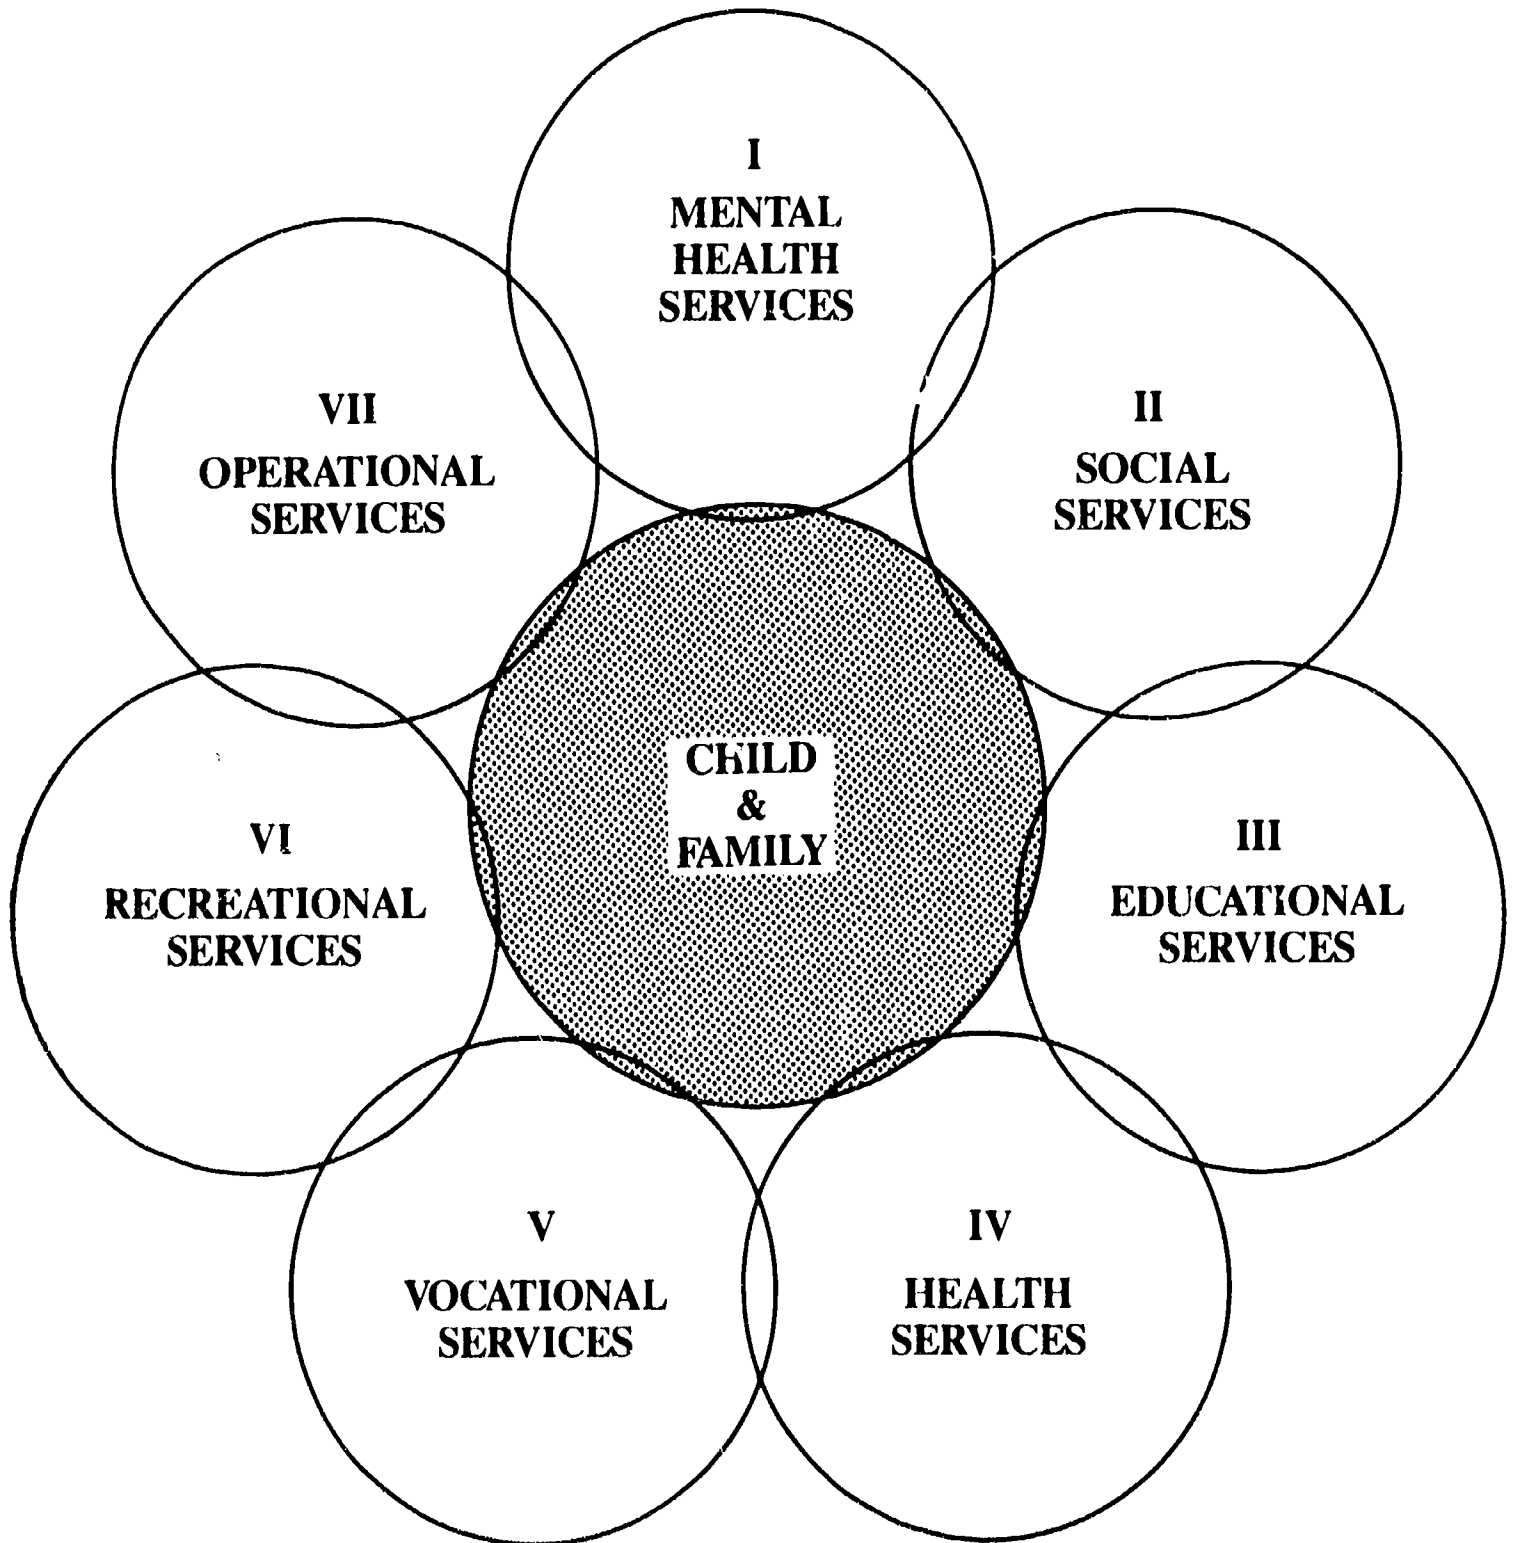 I
MENTAL
HEALTH
SERVICES
II
SOCIAL
SERVICES
III
EDUCATIONAL
SERVICES
IV
HEALTH
SERVICES
V
VOCATIONAL
SERVICES
VI
RECREATIONAL
SERVICES
VII
OPERATIONAL
SERVICES
CHILD
&
FAMILY